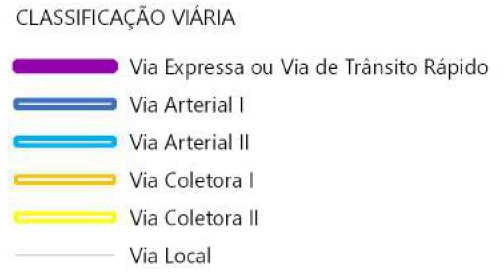 CLASSIFICAÇÃO VIÁRIA
Via Expressa ou Via de Trânsito Rápido
Via Arterial I
Via Arterial II
Via Coletora I
Via Coletora II
Via Local